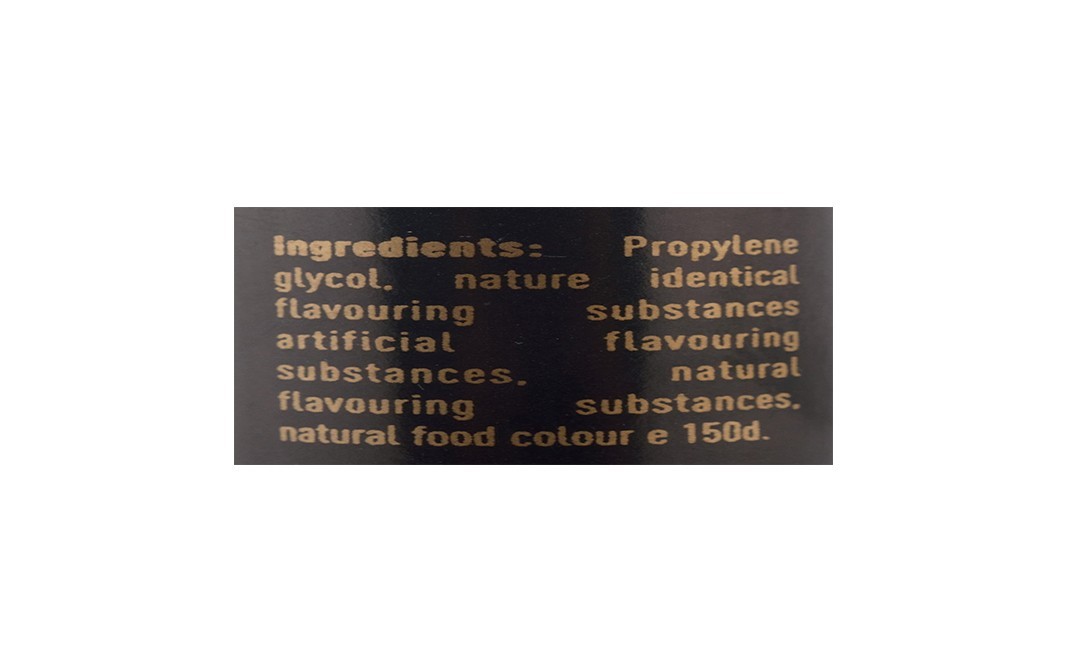 Ingredients: Propylene
glycol, nature identical
flavouring substances
artificial flavouring
substances, natural
flavouring substances,
natural food colour e 150d.